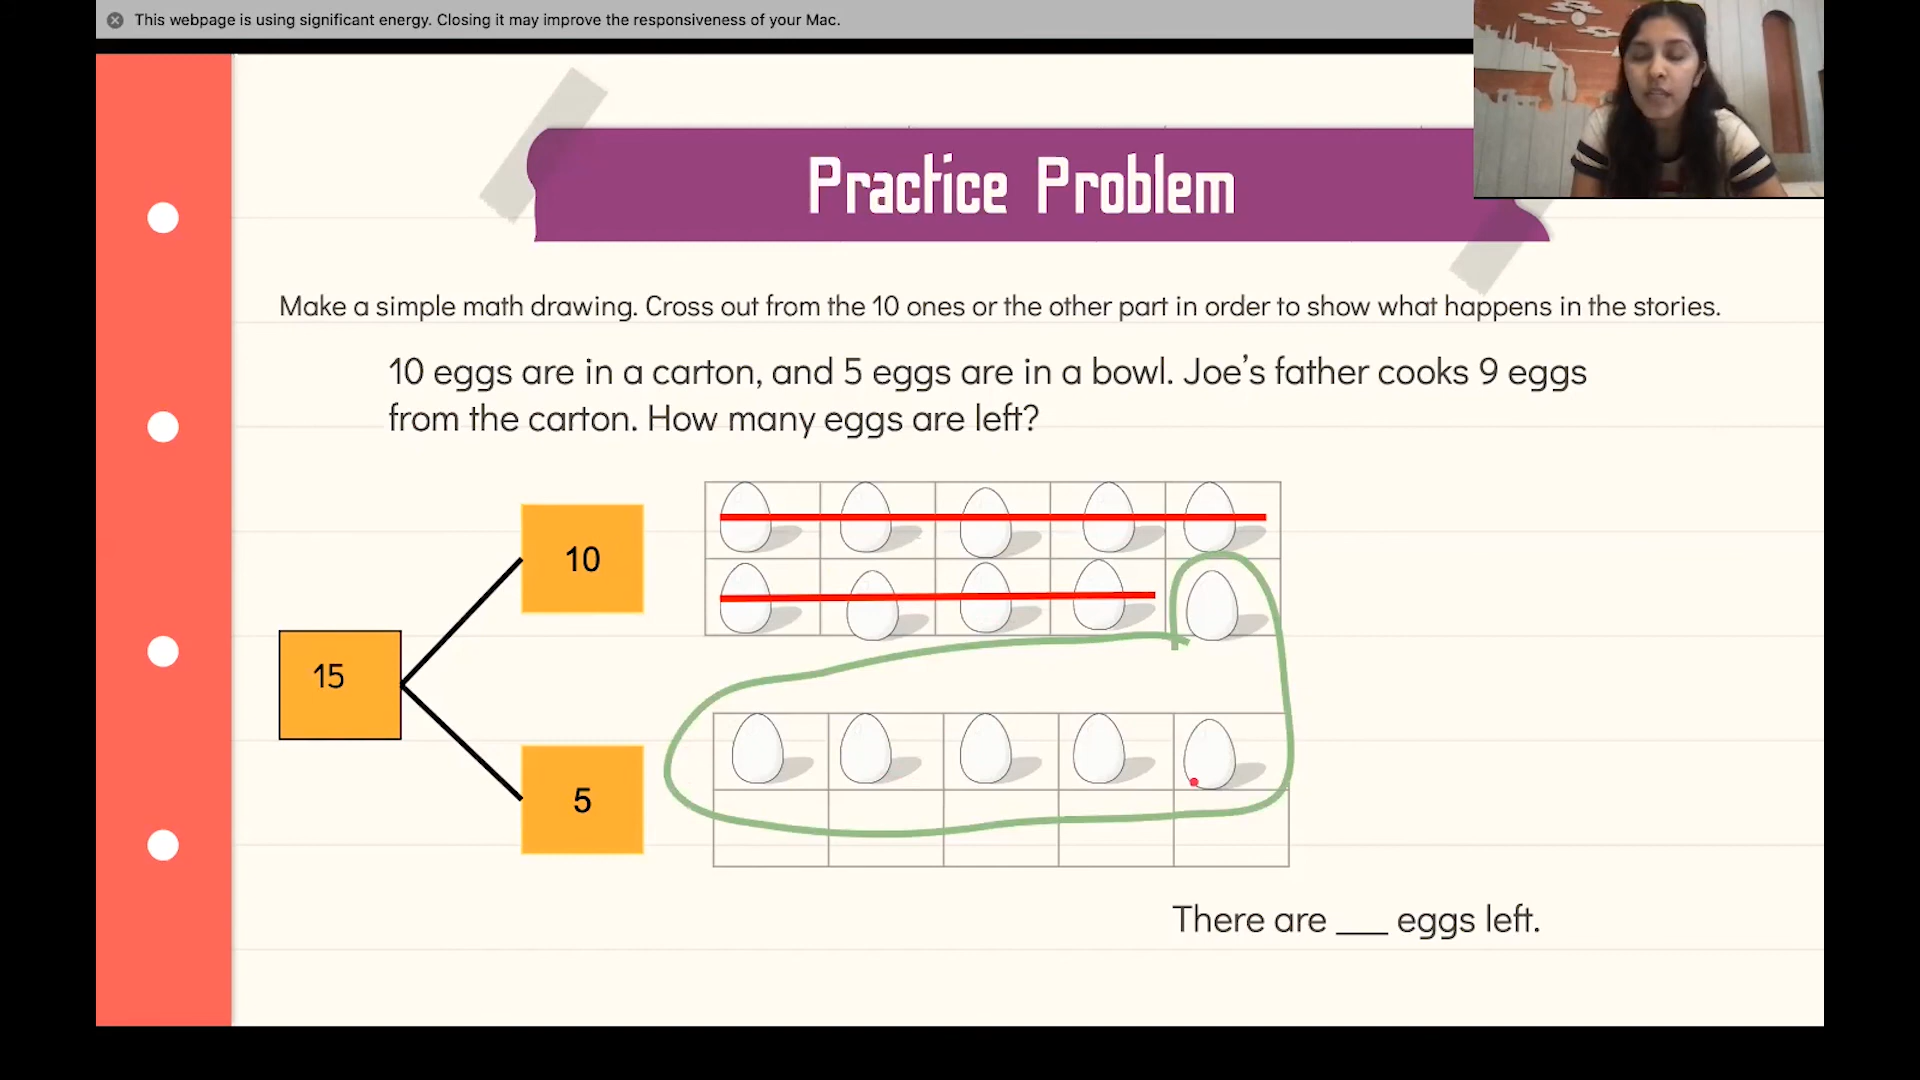 This webpage is using significant energy. Closing it may improve the responsiveness of your Mac.
Practice Problem
Make a simple math drawing. Cross out from the 10 ones or the other part in order to show what happens in the stories.
10 eggs are in a carton, and 5 eggs are in a bowl. Joe’s father cooks 9 eggs
from the carton. How many eggs are left?
10
15
5
There are ___ eggs left.